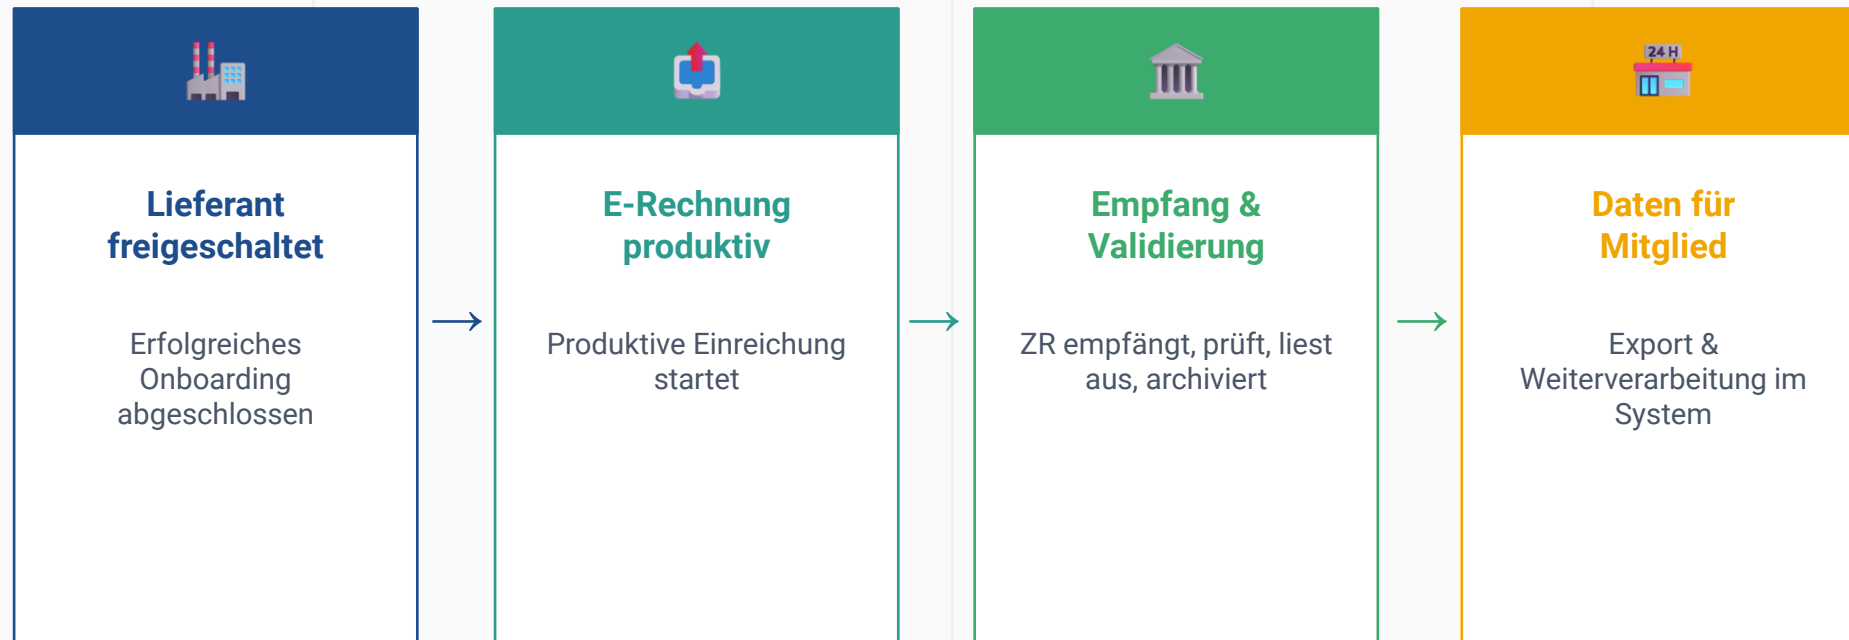 Lieferant
freigeschaltet
Erfolgreiches
Onboarding
abgeschlossen
E-Rechnung
produktiv
Produktive Einreichung
startet
Empfang &
Validierung
ZR empfängt, prüft, liest
aus, archiviert
24 H
Daten für
Mitglied
Export &
Weiterverarbeitung im
System